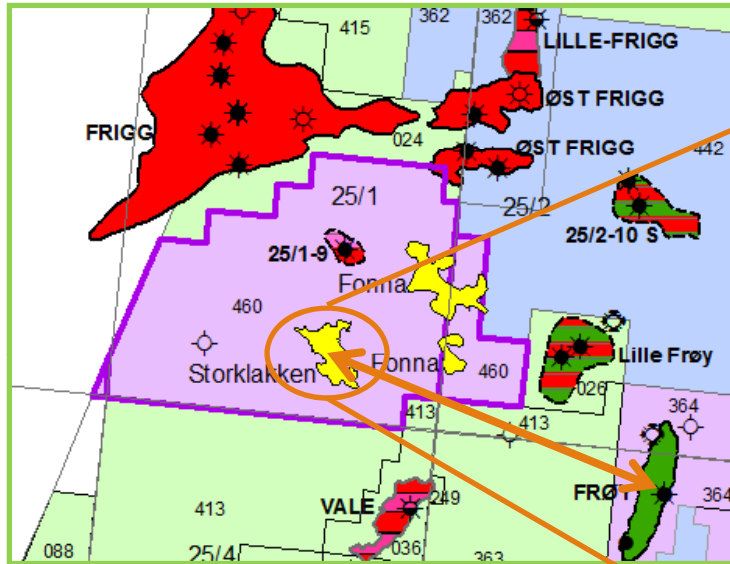 415
362
362
LILLE-FRIGG
ØST FRIGG
FRIGG
024
ØST FRIGG
442
25/1
25/2
25/2-10 S
25/1-9
Fonna
460
Storklakken
Fonna
460
Lille Frøy
026
413
413
364
FRØY
364
VALE
249
413
036
088
25/4
363